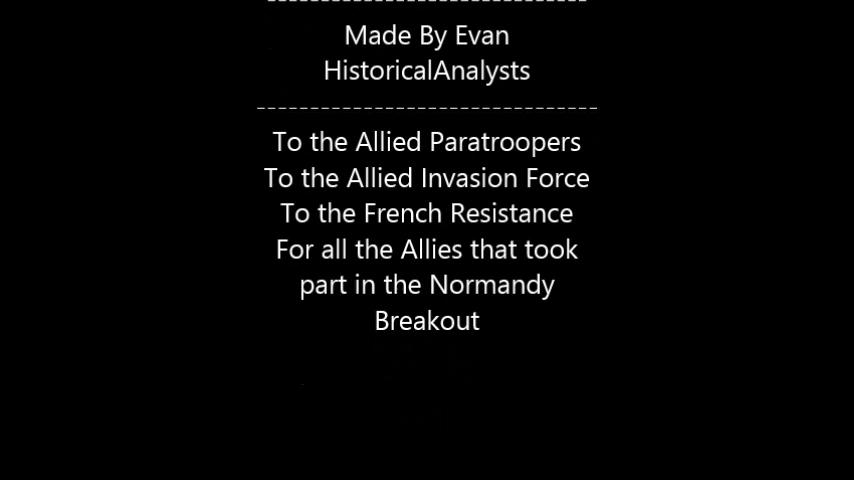 --------------------------------
Made By Evan
HistoricalAnalysts
--------------------------------
To the Allied Paratroopers
To the Allied Invasion Force
To the French Resistance
For all the Allies that took
part in the Normandy
Breakout